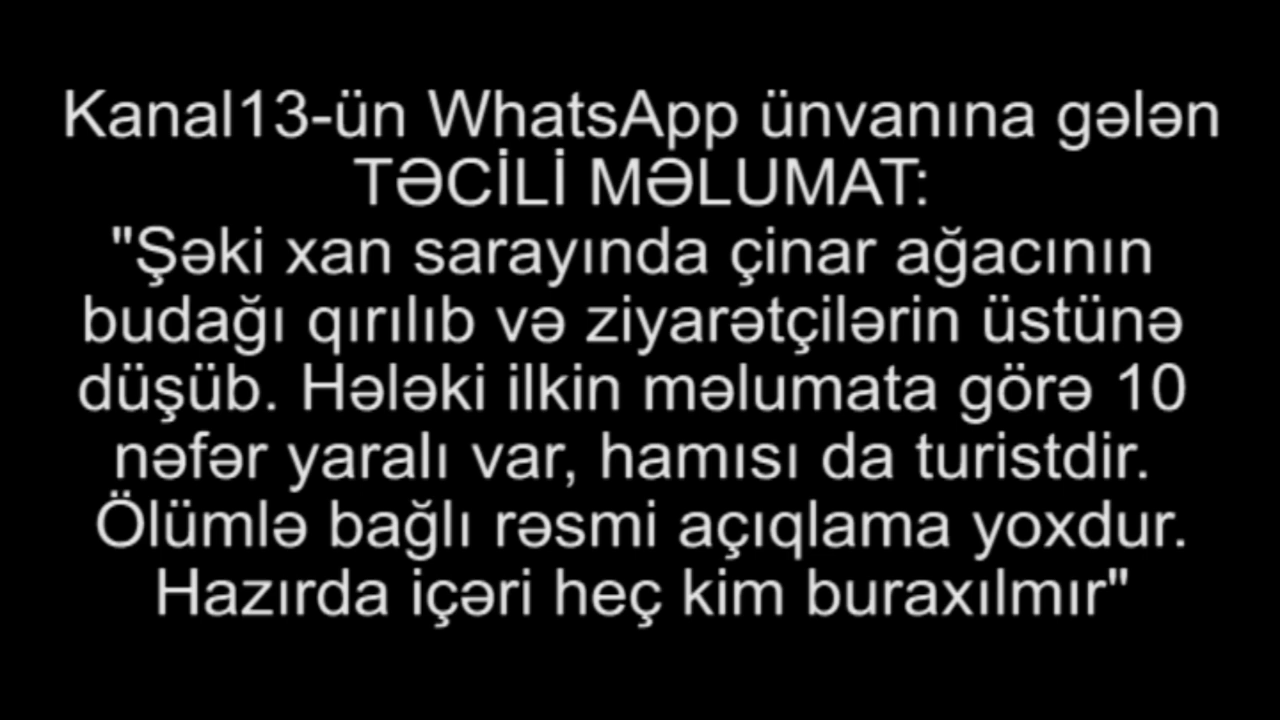 Kanal13-ün WhatsApp ünvanına gələn
TƏCİLİ MƏLUMAT:
"Şəki xan sarayında çinar ağacının
budağı qırılıb və ziyarətçilərin üstünə
düşüb. Hələki ilkin məlumata görə 10
nəfər yaralı var, hamısı da turistdir.
Ölümlə bağlı rəsmi açıqlama yoxdur.
Hazırda içəri heç kim buraxılmır"